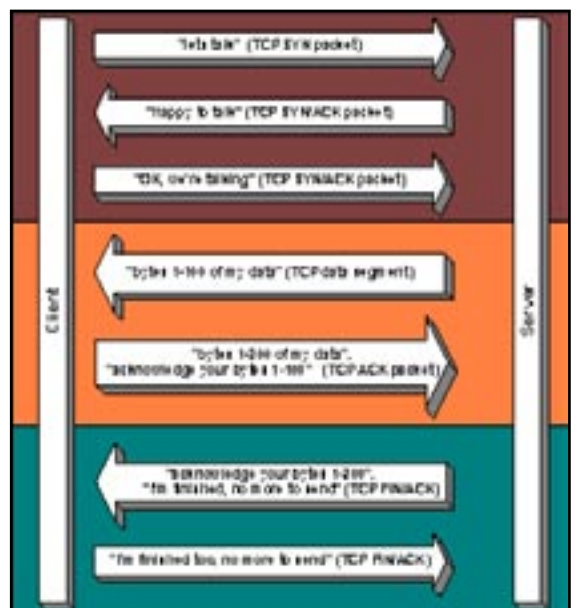 "lets talk" (TCP SYN packet)
"Happy to talk" (TCP SYN/ACK packet)
"OK, we're talking" (TCP SYN/ACK packet)
"bytes 1-100 of my data" (TCP data segment)
Client
Server
"bytes 1-200 of my data",
"acknowledge your bytes 1-100" (TCP ACK packet)
"acknowledge your bytes 1-200",
"I'm finished, no more to send" (TCP FIN/ACK)
"I'm finished too, no more to send" (TCP FIN/ACK)